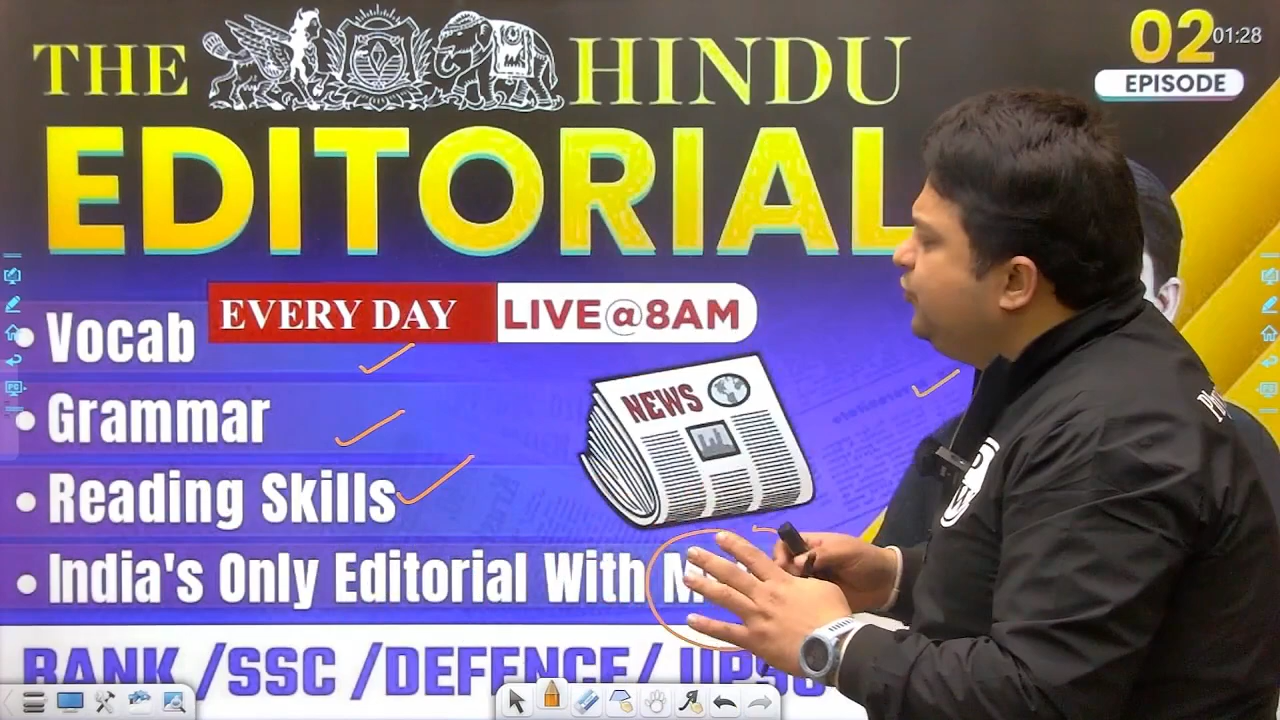 THE HINDU
02 01:28
EPISODE
EDITORIAL
EVERY DAY LIVE@8AM
• Vocab
• Grammar
NEWS
• Reading Skills
• India's Only Editorial With
BANK /SSC /DEFENCE/ UPSC